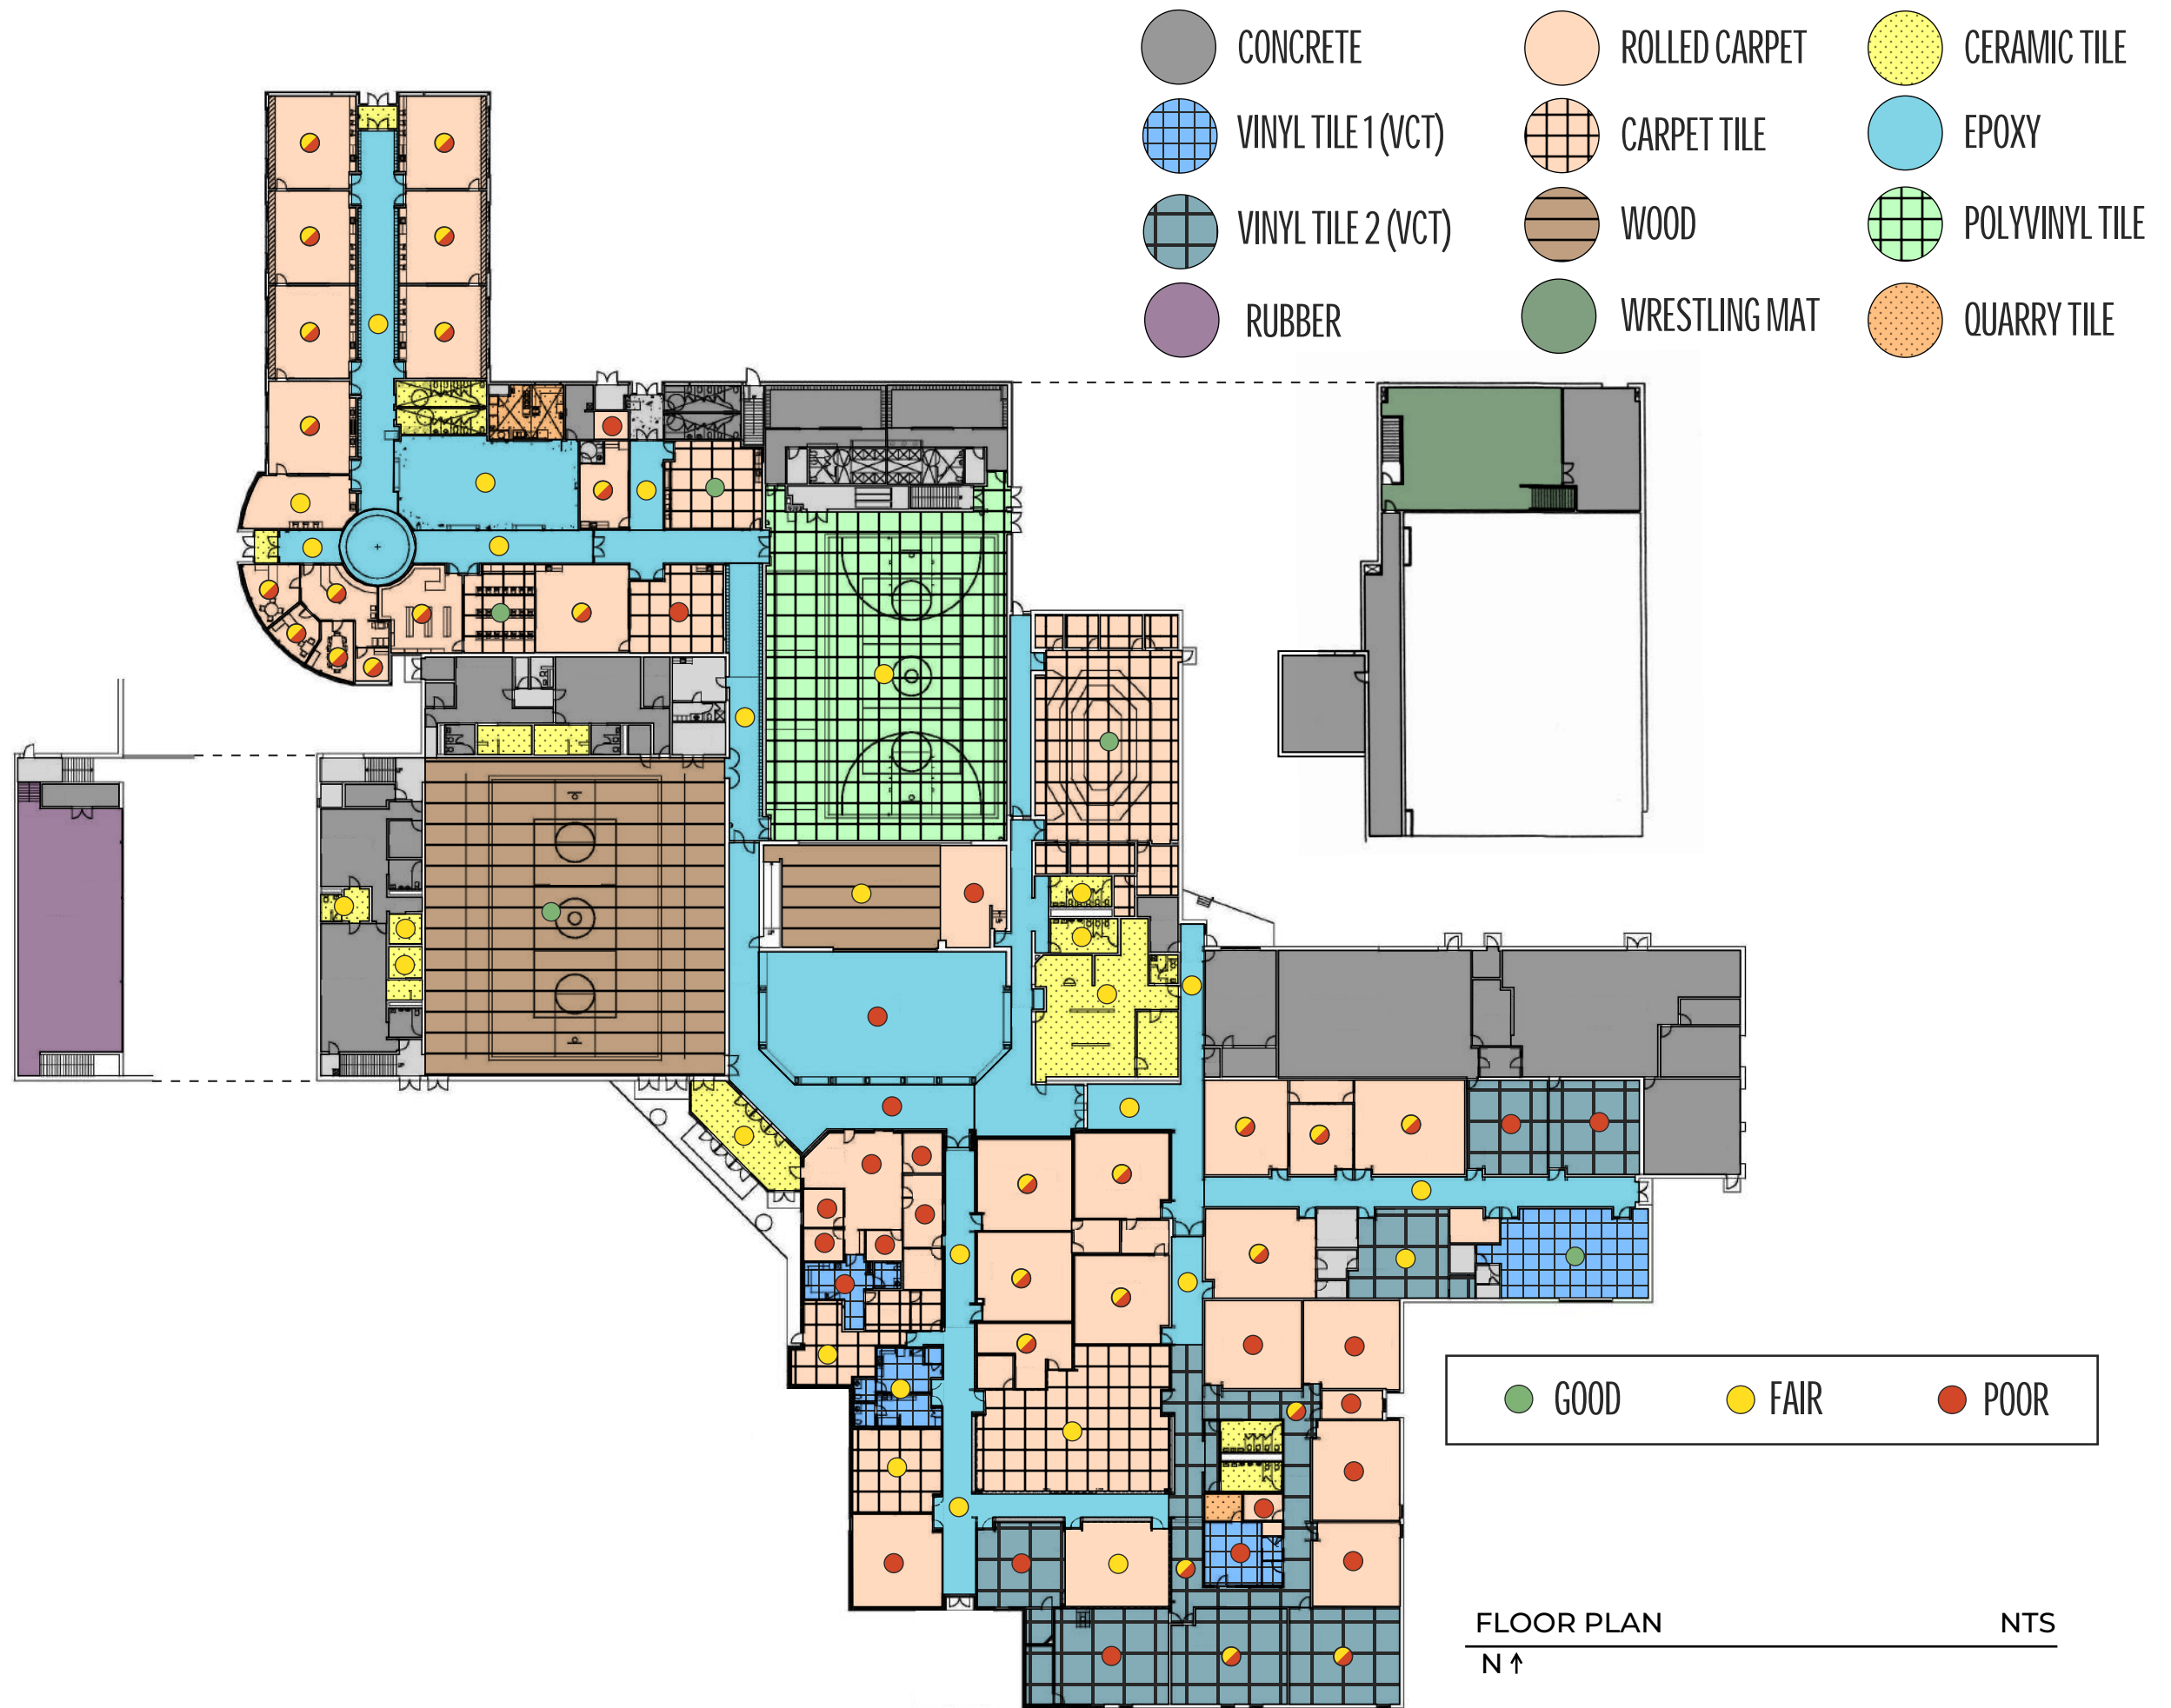 CONCRETE
ROLLED CARPET
CERAMIC TILE
VINYL TILE 1 (VCT)
CARPET TILE
EPOXY
VINYL TILE 2 (VCT)
WOOD
POLYVINYL TILE
RUBBER
WRESTLING MAT
QUARRY TILE
GOOD
FAIR
POOR
FLOOR PLAN NTS
N ↑